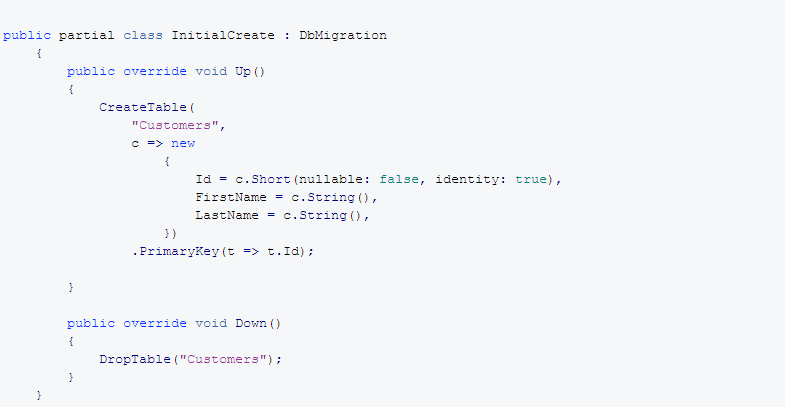 public partial class InitialCreate : DbMigration
{
public override void Up()
{
CreateTable(
"Customers",
c => new
{
Id = c.Short(nullable: false, identity: true),
FirstName = c.String(),
LastName = c.String(),
})
.PrimaryKey(t => t.Id);
}
public override void Down()
{
DropTable("Customers");
}
}